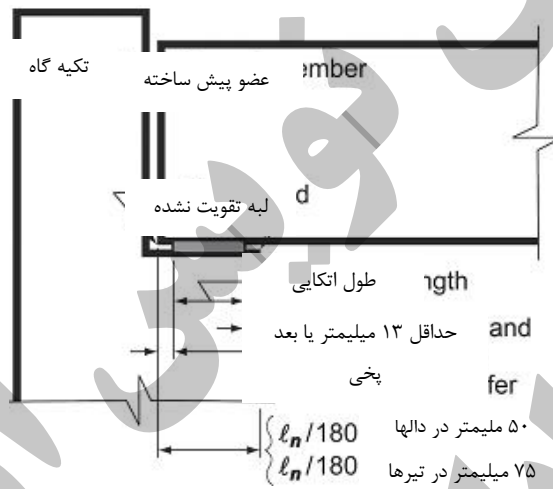 تکیه گاه
عضو پیش ساخته
ember
لبه تقویت نشده
d
طول اتکایی
ngth
حداقل ۱۳ میلیمتر یا بعد
and
پخی
fer
ℓn/180 ۵۰ ملیمتر در دالها
ℓn/180 ۷۵ میلیمتر در تیرها